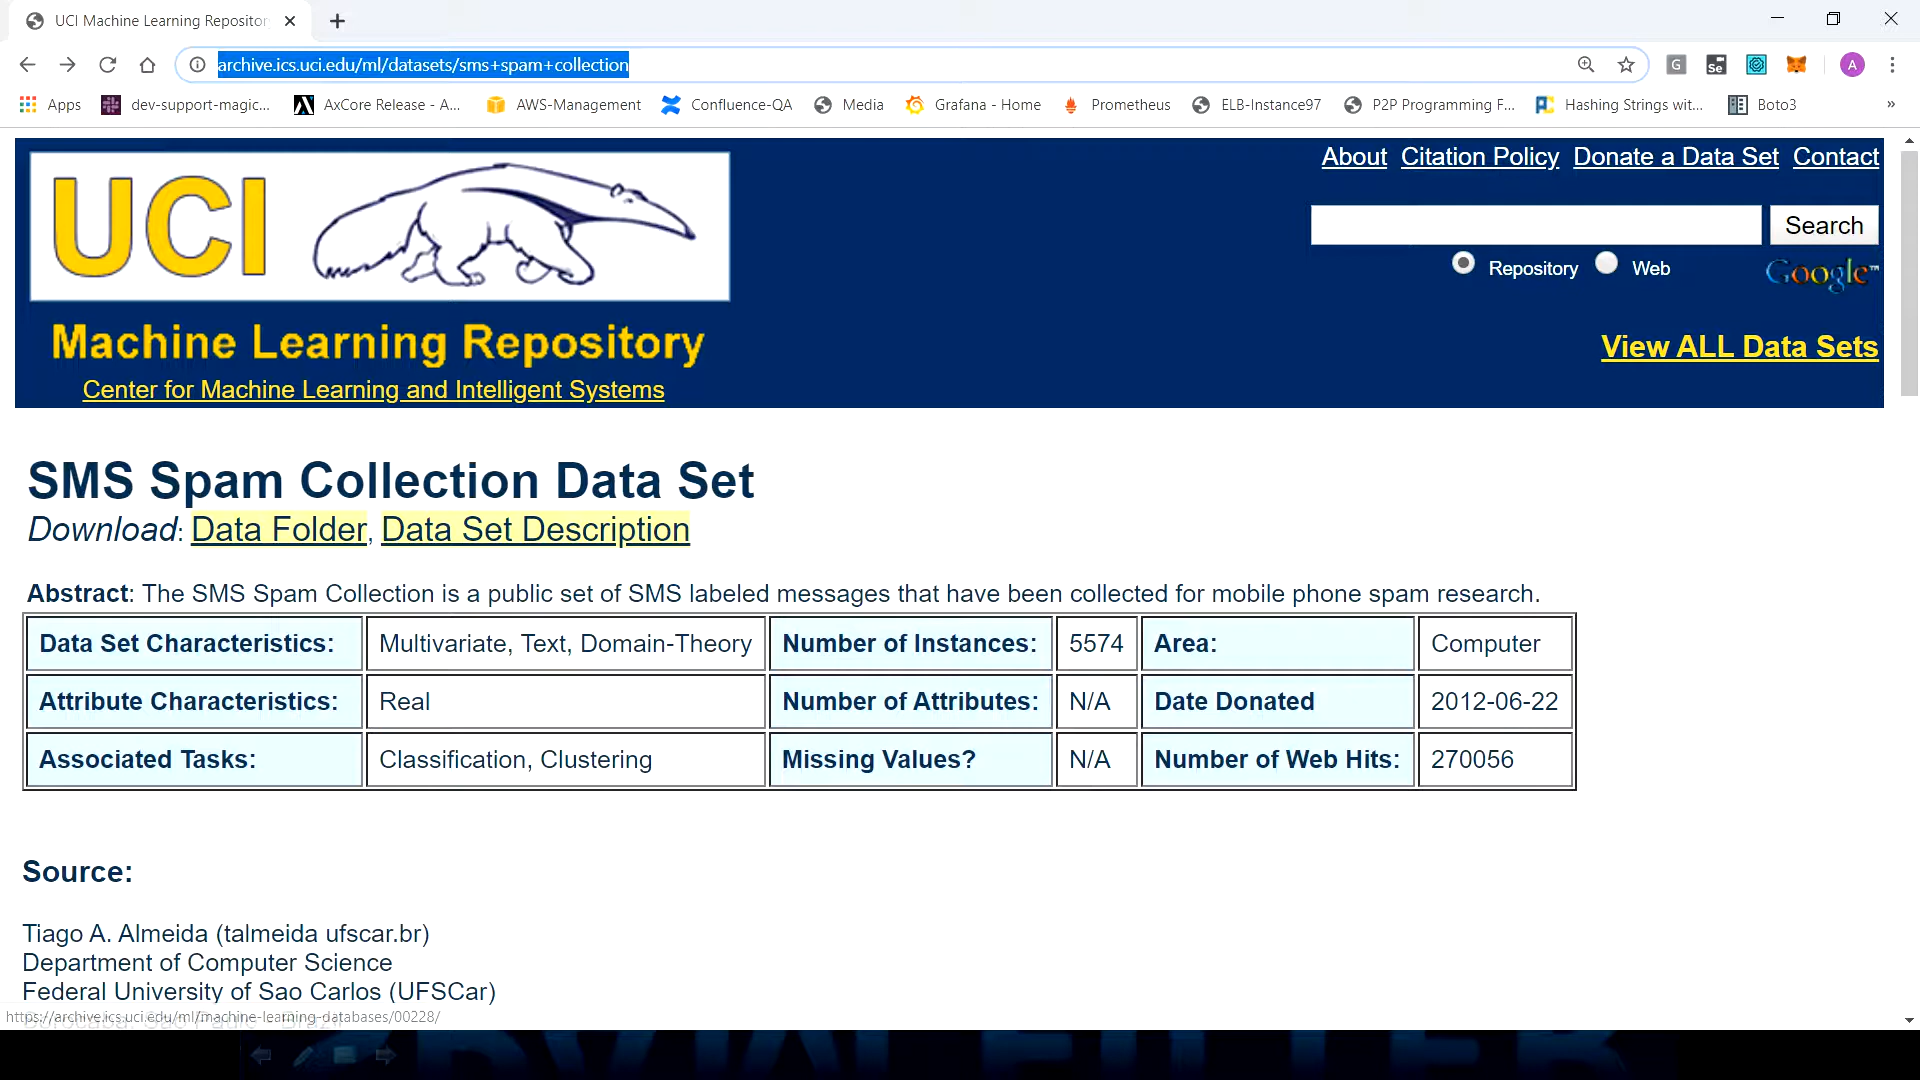 UCI Machine Learning Repositor
archive.ics.uci.edu/ml/datasets/sms+spam+collection
G
Se
A
Apps dev-support-magic... AxCore Release - A... AWS-Management Confluence-QA Media Grafana - Home Prometheus ELB-Instance97 P2P Programming F... Hashing Strings wit... Boto3 »
About Citation Policy Donate a Data Set Contact
UCI
Search
Repository Web Google™
Machine Learning Repository
View ALL Data Sets
Center for Machine Learning and Intelligent Systems
SMS Spam Collection Data Set
Download: Data Folder, Data Set Description
Abstract: The SMS Spam Collection is a public set of SMS labeled messages that have been collected for mobile phone spam research.
Data Set Characteristics: Multivariate, Text, Domain-Theory Number of Instances: 5574 Area: Computer
Attribute Characteristics: Real Number of Attributes: N/A Date Donated 2012-06-22
Associated Tasks: Classification, Clustering Missing Values? N/A Number of Web Hits: 270056
Source:
Tiago A. Almeida (talmeida ufscar.br)
Department of Computer Science
Federal University of Sao Carlos (UFSCar)
https://archive.ics.uci.edu/ml/machine-learning-databases/00228/